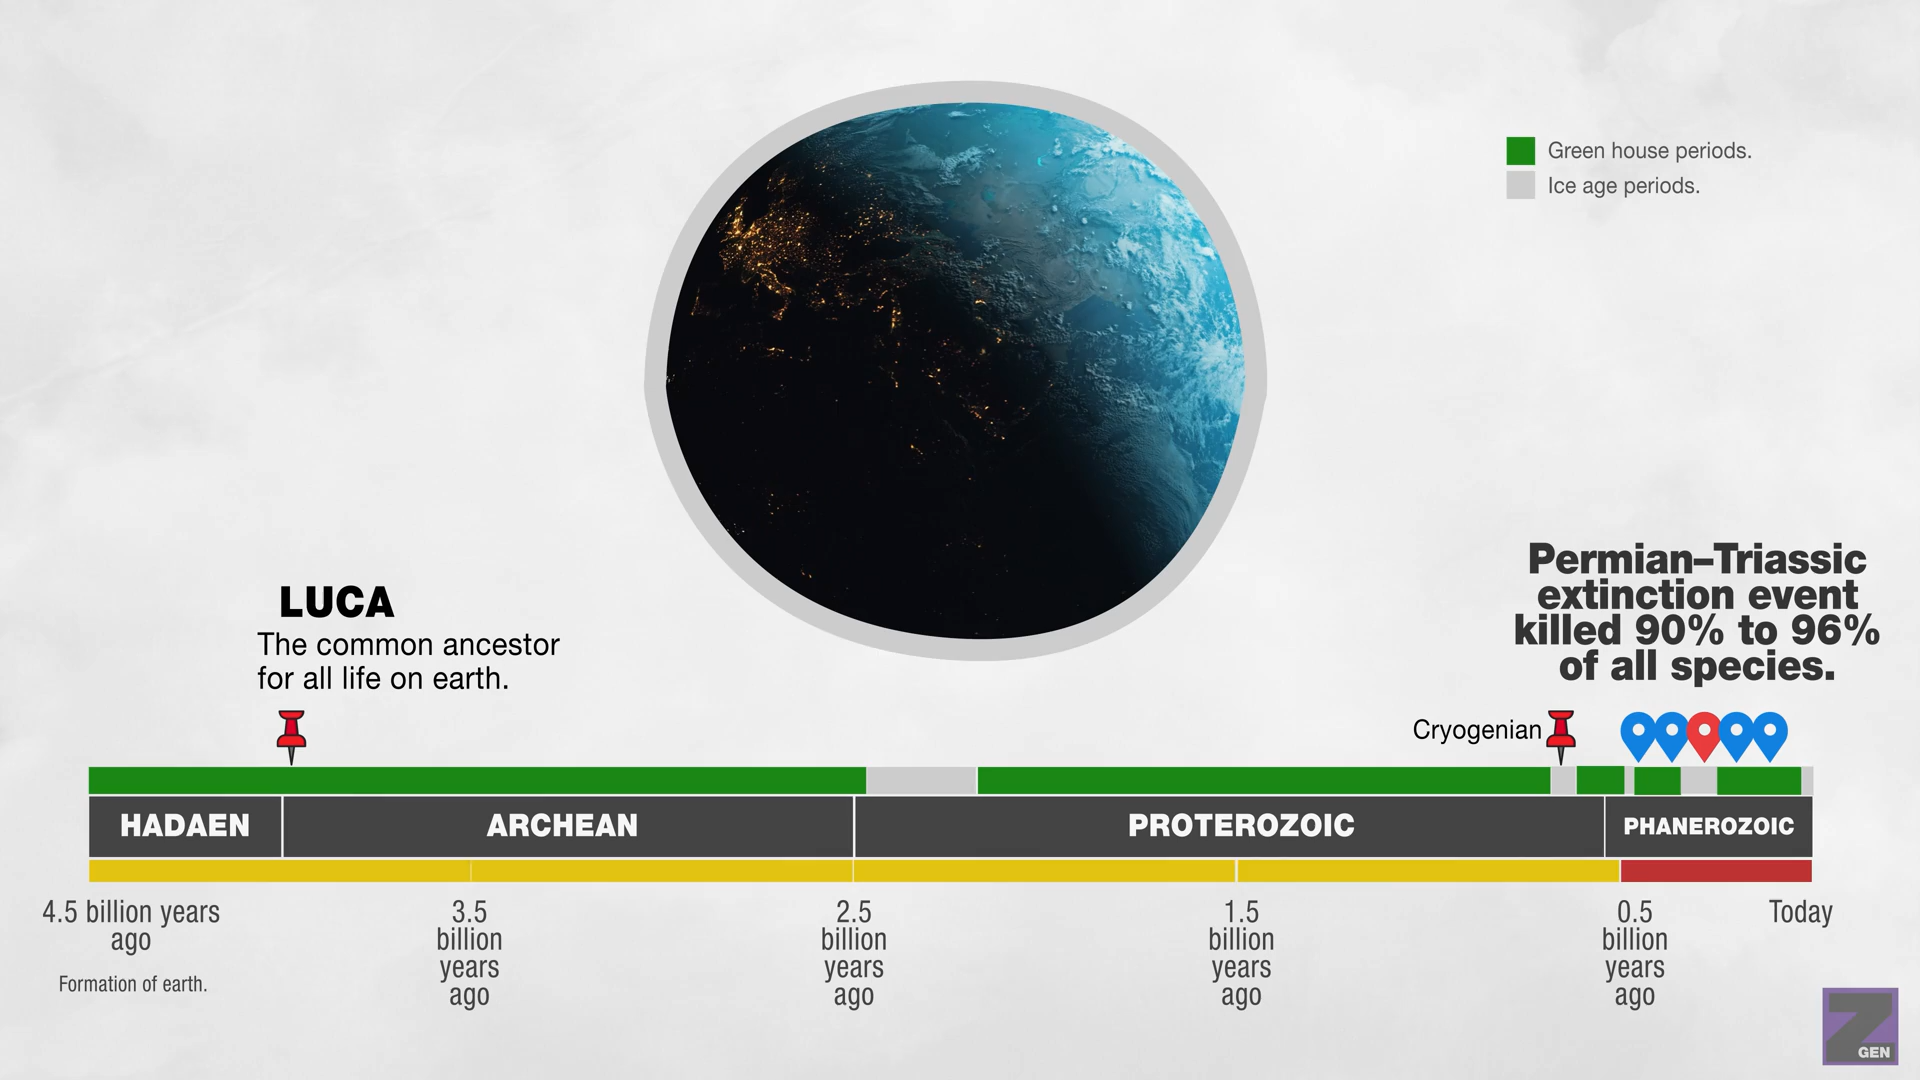 Green house periods.
Ice age periods.
Permian–Triassic
extinction event
killed 90% to 96%
of all species.
LUCA
The common ancestor
for all life on earth.
Cryogenian
HADAEN
ARCHEAN
PROTEROZOIC
PHANEROZOIC
4.5 billion years
ago
Formation of earth.
3.5
billion
years
ago
2.5
billion
years
ago
1.5
billion
years
ago
0.5
billion
years
ago
Today
Z
GEN